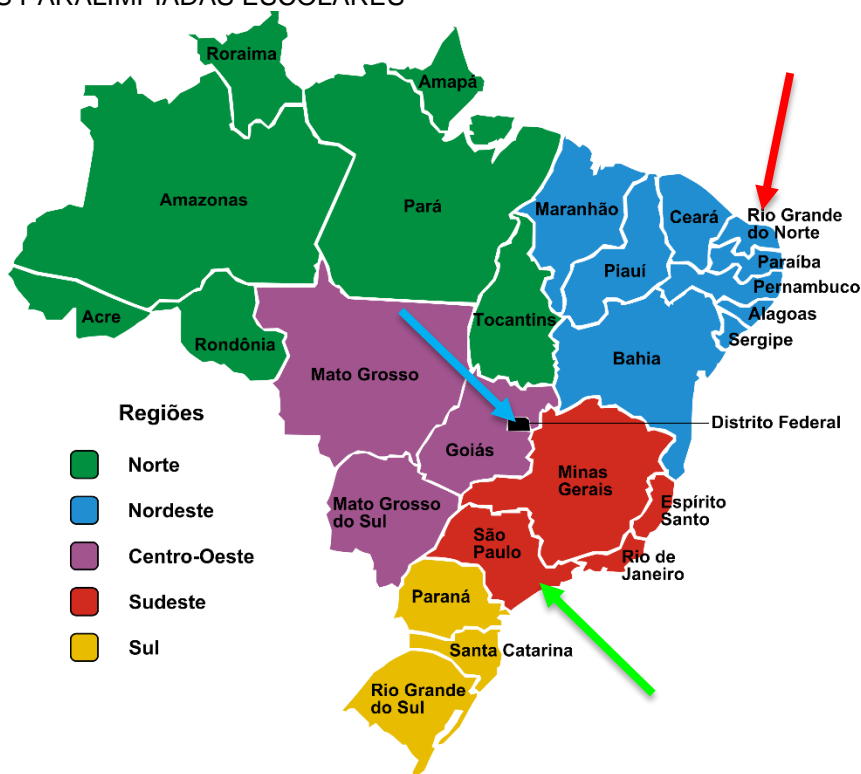 PARALIMPÍADAS ESCOLARES
Roraima
Amapá
Amazonas
Pará
Maranhão
Ceará
Rio Grande
do Norte
Piauí
Paraíba
Pernambuco
Acre
Rondônia
Tocantins
Alagoas
Sergipe
Mato Grosso
Bahia
Distrito Federal
Goiás
Minas
Gerais
Mato Grosso
do Sul
Espírito
Santo
São
Paulo
Rio de
Janeiro
Paraná
Santa Catarina
Rio Grande
do Sul
Regiões
Norte
Nordeste
Centro-Oeste
Sudeste
Sul